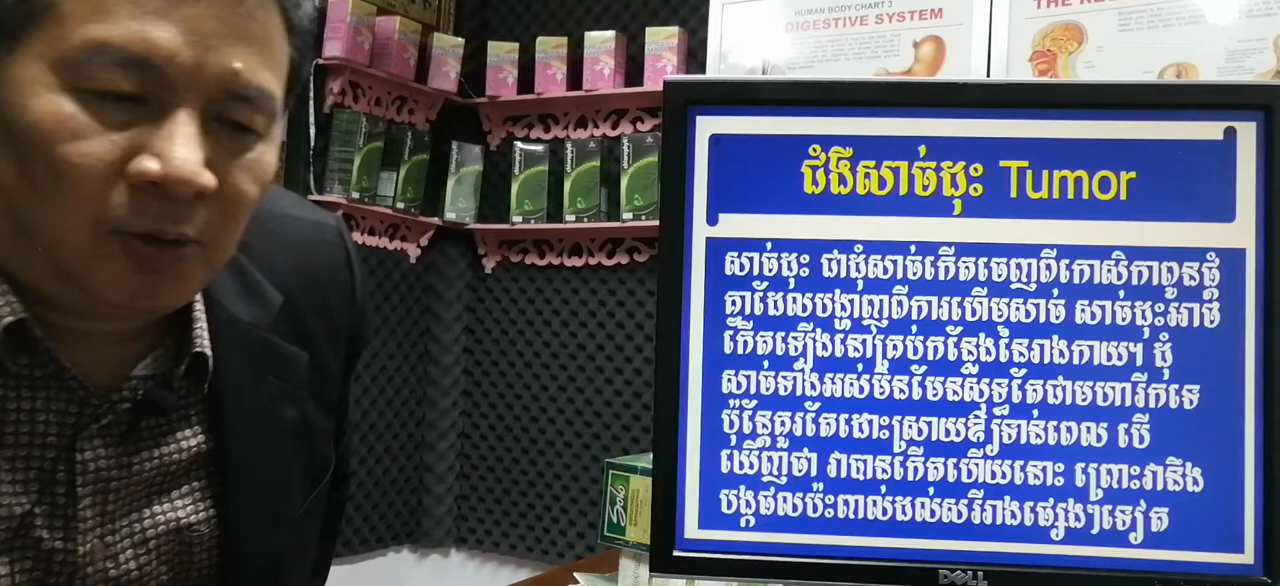 HUMAN BODY CHART 3
DIGESTIVE SYSTEM
chlorophyll
chlorophyll
chlorophyll
ជំងឺសាច់ដុះ Tumor
សាច់ដុះ ជាដុំសាច់កើតចេញពីកោសិកាពូនផ្តុំ
គ្នាដែលបង្ហាញពីការហើមសាច់ សាច់ដុះអាច
កើតឡើងនៅគ្រប់កន្លែងនៃរាងកាយ។ ដុំ
សាច់ទាំងអស់មិនមែនសុទ្ធតែជាមហារីកទេ
ប៉ុន្តែគួរតែដោះស្រាយឱ្យទាន់ពេល បើ
ឃើញថា វាបានកើតហើយនោះ ព្រោះវានឹង
បង្កផលប៉ះពាល់ដល់សរីរាងផ្សេងៗទៀត
Solo
DELL